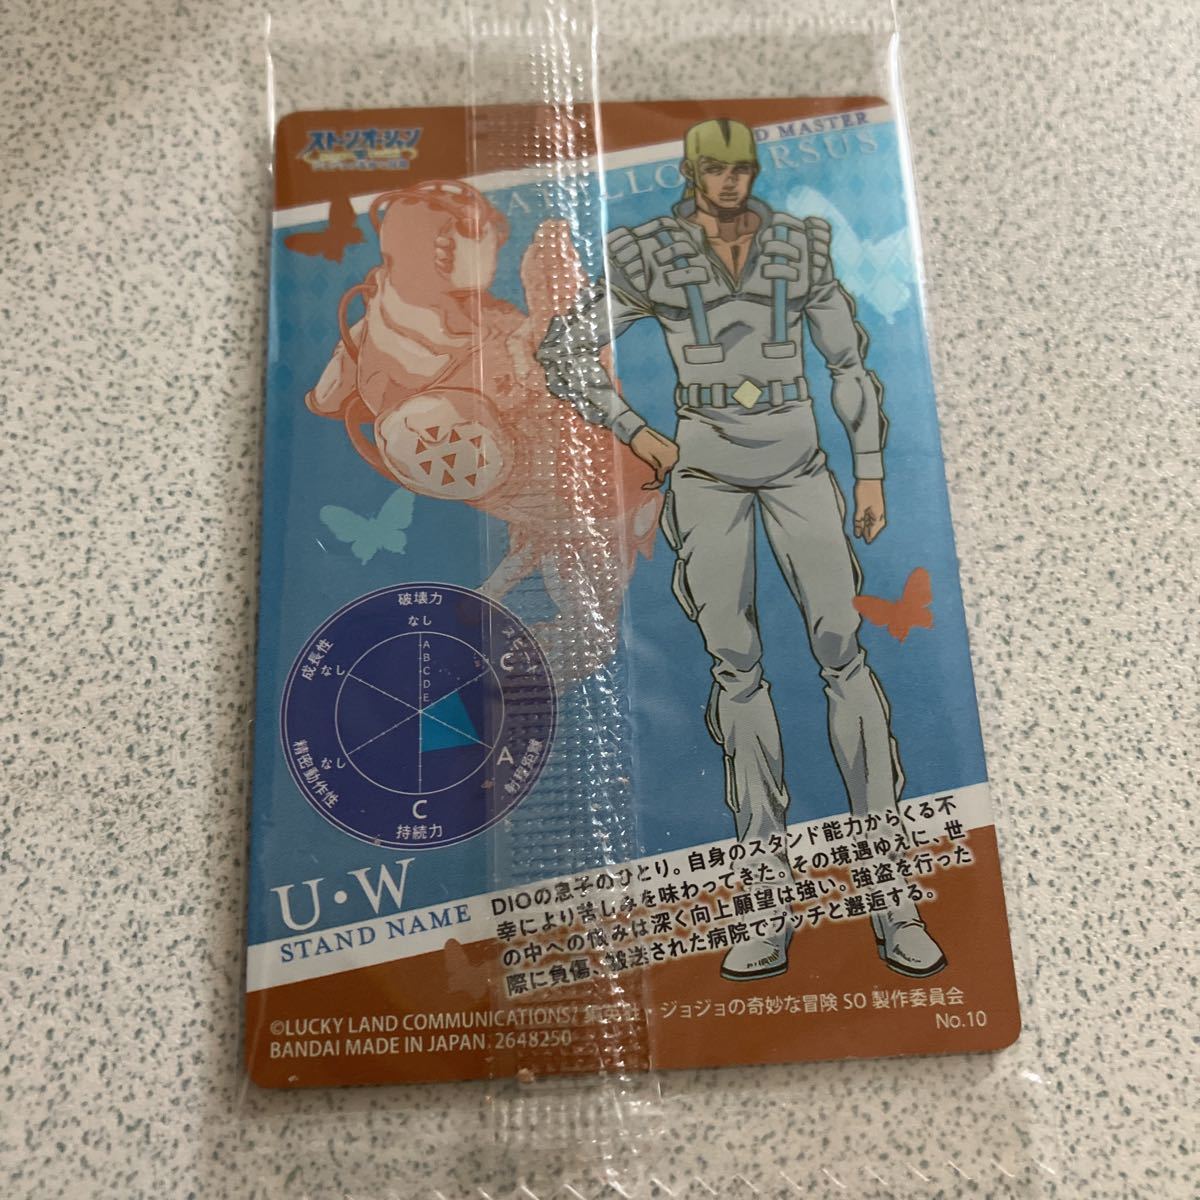 ストーンオーシャン
MASTER
VERSUS
破壊力
なし
成長性
なし
A
B
C
D
E
C
A
射程距離
精密動作性
なし
C
持続力
U・W
STAND NAME
DIOの息子のひとり。自身のスタンド能力からくる不
幸により苦しみを味わってきた。その境遇ゆえに、世
の中への恨みは深く向上願望は強い。強盗を行った
際に負傷、搬送された病院でプッチと邂逅する。
©LUCKY LAND COMMUNICATIONS/集英社・ジョジョの奇妙な冒険 SO 製作委員会
BANDAI MADE IN JAPAN. 2648250
No.10